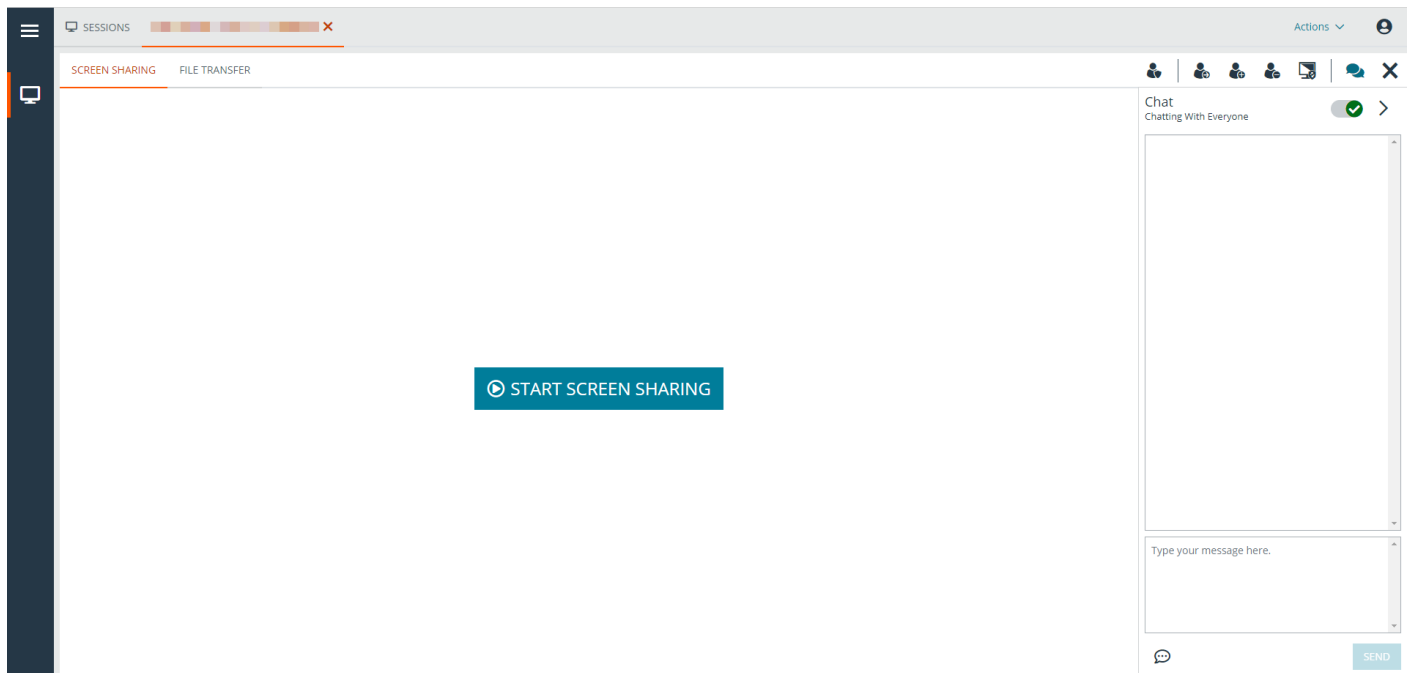 SESSIONS
Actions
SCREEN SHARING FILE TRANSFER
Chat
Chatting With Everyone
START SCREEN SHARING
Type your message here.
SEND